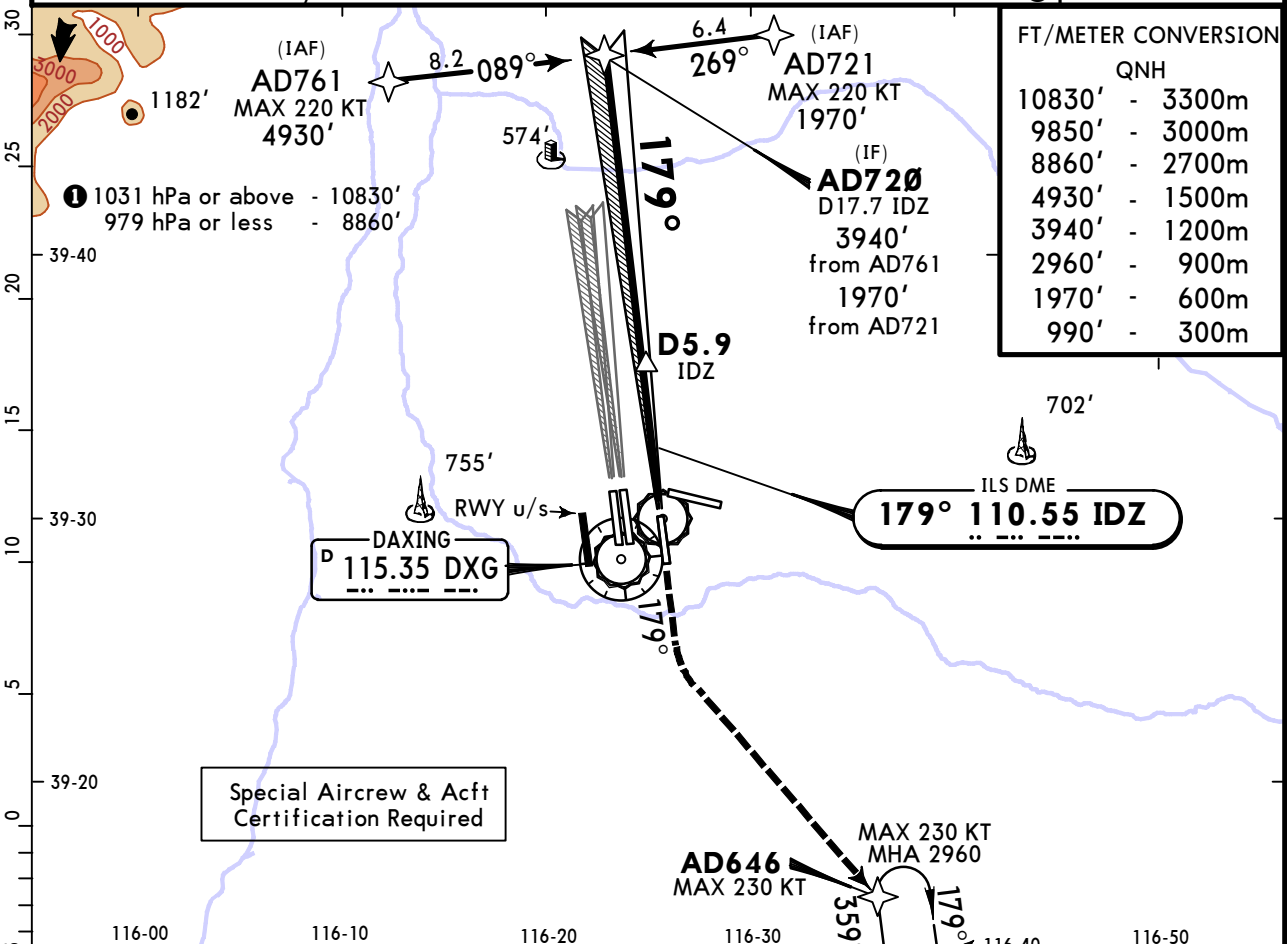 30
25
20
15
10
5
0
1000
3000
2000
1182'
(IAF)
AD761
MAX 220 KT
4930'
8.2
089°
6.4
269°
(IAF)
AD721
MAX 220 KT
1970'
574'
179°
(IF)
AD720
D17.7 IDZ
3940'
from AD761
1970'
from AD721
FT/METER CONVERSION
QNH
10830' - 3300m
9850' - 3000m
8860' - 2700m
4930' - 1500m
3940' - 1200m
2960' - 900m
1970' - 600m
990' - 300m
1 1031 hPa or above - 10830'
979 hPa or less - 8860'
39-40
D5.9
IDZ
702'
755'
RWY u/s
39-30
ILS DME
179° 110.55 IDZ
DAXING
D 115.35 DXG
179°
39-20
Special Aircrew & Acft
Certification Required
MAX 230 KT
MHA 2960
AD646
MAX 230 KT
359
179°
116-00
116-10
116-20
116-30
116-40
116-50